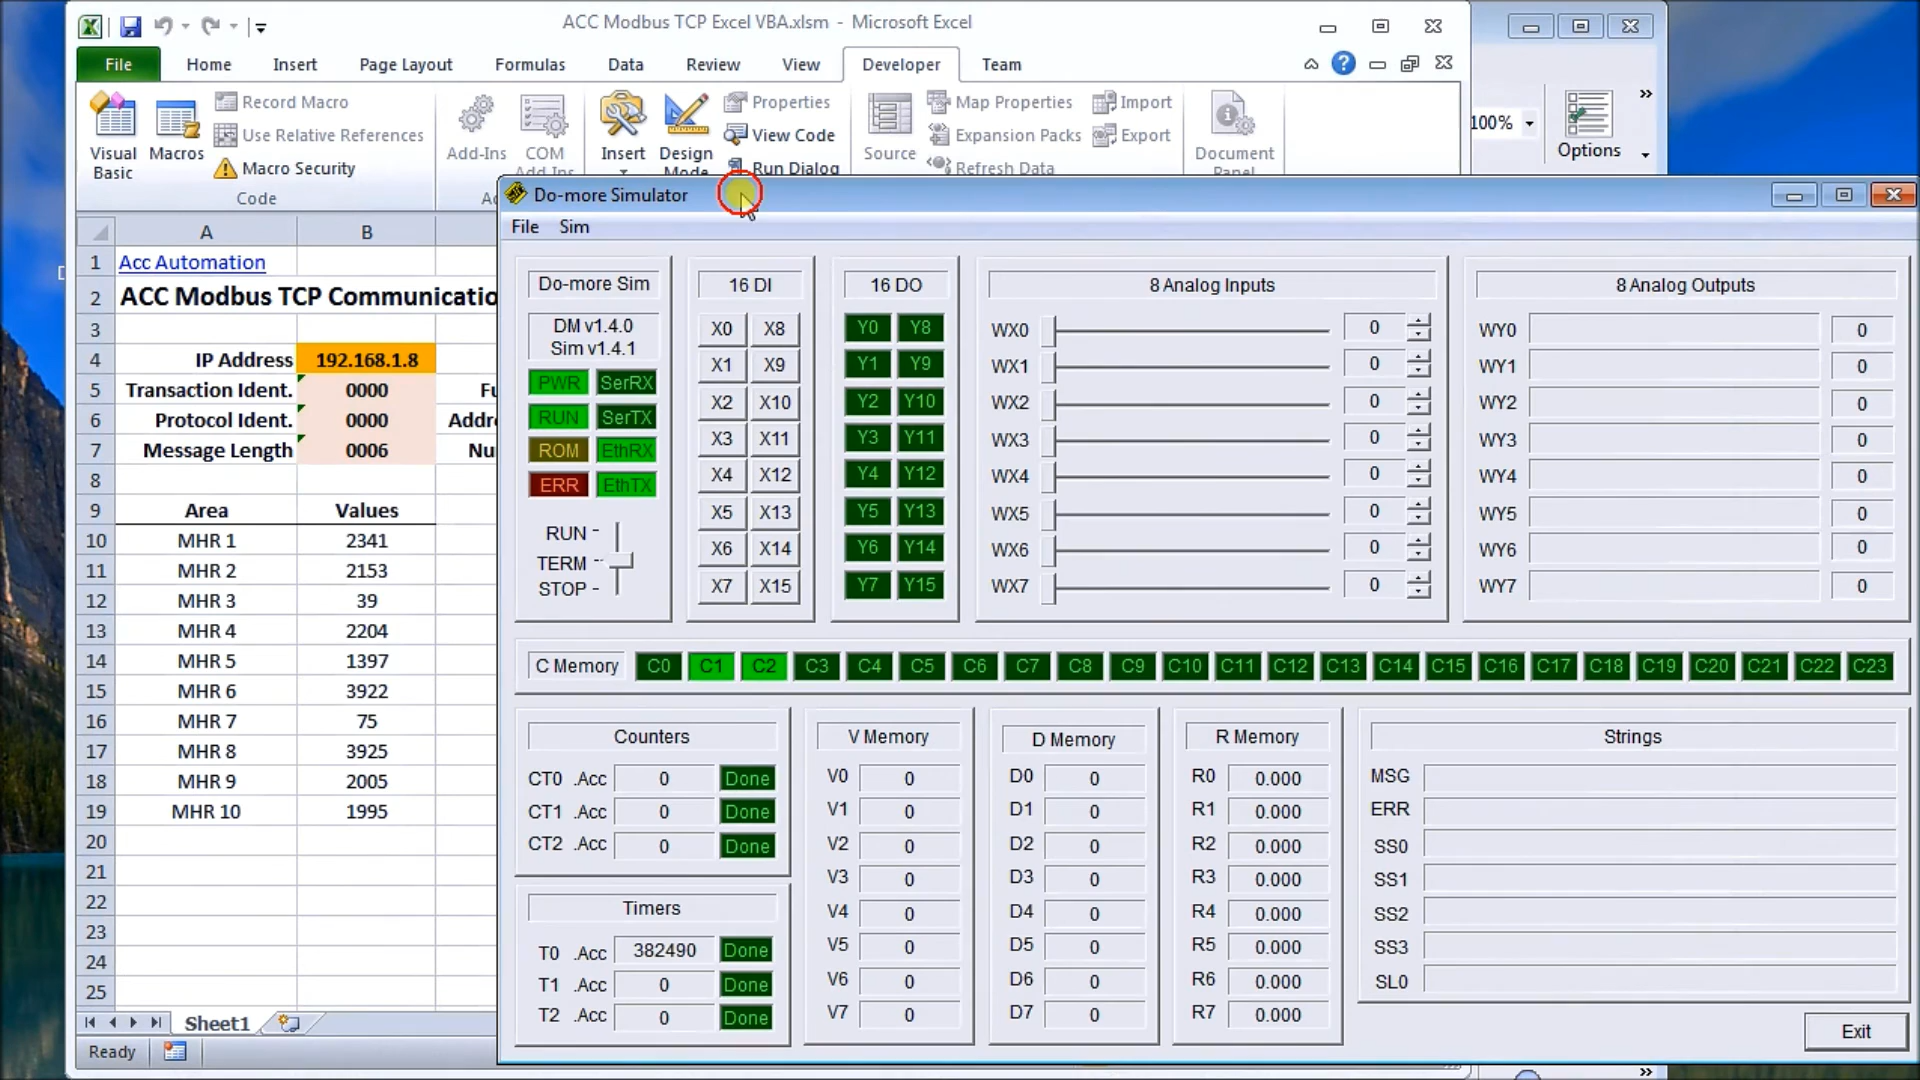 ACC Modbus TCP Excel VBA.xlsm - Microsoft Excel
File Home Insert Page Layout Formulas Data Review View Developer Team
Visual Basic
Macros
Record Macro
Use Relative References
Macro Security
Code
Add-Ins
COM
Add-Ins
Insert
Design
Mode
Properties
View Code
Run Dialog
Source
Map Properties
Expansion Packs
Refresh Data
Import
Export
Document
Panel
100%
Options
A B
1 Acc Automation
2 ACC Modbus TCP Communicatio
3
4 IP Address 192.168.1.8
5 Transaction Ident. 0000 Fu
6 Protocol Ident. 0000 Addre
7 Message Length 0006 Nu
8
9 Area Values
10 MHR 1 2341
11 MHR 2 2153
12 MHR 3 39
13 MHR 4 2204
14 MHR 5 1397
15 MHR 6 3922
16 MHR 7 75
17 MHR 8 3925
18 MHR 9 2005
19 MHR 10 1995
20
21
22
23
24
25
Sheet1
Ready
Do-more Simulator
File Sim
Do-more Sim
DM v1.4.0
Sim v1.4.1
PWR SerRX
RUN SerTX
ROM EthRX
ERR EthTX
RUN
TERM
STOP
16 DI
X0 X8
X1 X9
X2 X10
X3 X11
X4 X12
X5 X13
X6 X14
X7 X15
16 DO
Y0 Y8
Y1 Y9
Y2 Y10
Y3 Y11
Y4 Y12
Y5 Y13
Y6 Y14
Y7 Y15
8 Analog Inputs
WX0 0
WX1 0
WX2 0
WX3 0
WX4 0
WX5 0
WX6 0
WX7 0
8 Analog Outputs
WY0 0
WY1 0
WY2 0
WY3 0
WY4 0
WY5 0
WY6 0
WY7 0
C Memory C0 C1 C2 C3 C4 C5 C6 C7 C8 C9 C10 C11 C12 C13 C14 C15 C16 C17 C18 C19 C20 C21 C22 C23
Counters
CT0 .Acc 0 Done
CT1 .Acc 0 Done
CT2 .Acc 0 Done
Timers
T0 .Acc 382490 Done
T1 .Acc 0 Done
T2 .Acc 0 Done
V Memory
V0 0
V1 0
V2 0
V3 0
V4 0
V5 0
V6 0
V7 0
D Memory
D0 0
D1 0
D2 0
D3 0
D4 0
D5 0
D6 0
D7 0
R Memory
R0 0.000
R1 0.000
R2 0.000
R3 0.000
R4 0.000
R5 0.000
R6 0.000
R7 0.000
Strings
MSG
ERR
SS0
SS1
SS2
SS3
SL0
Exit